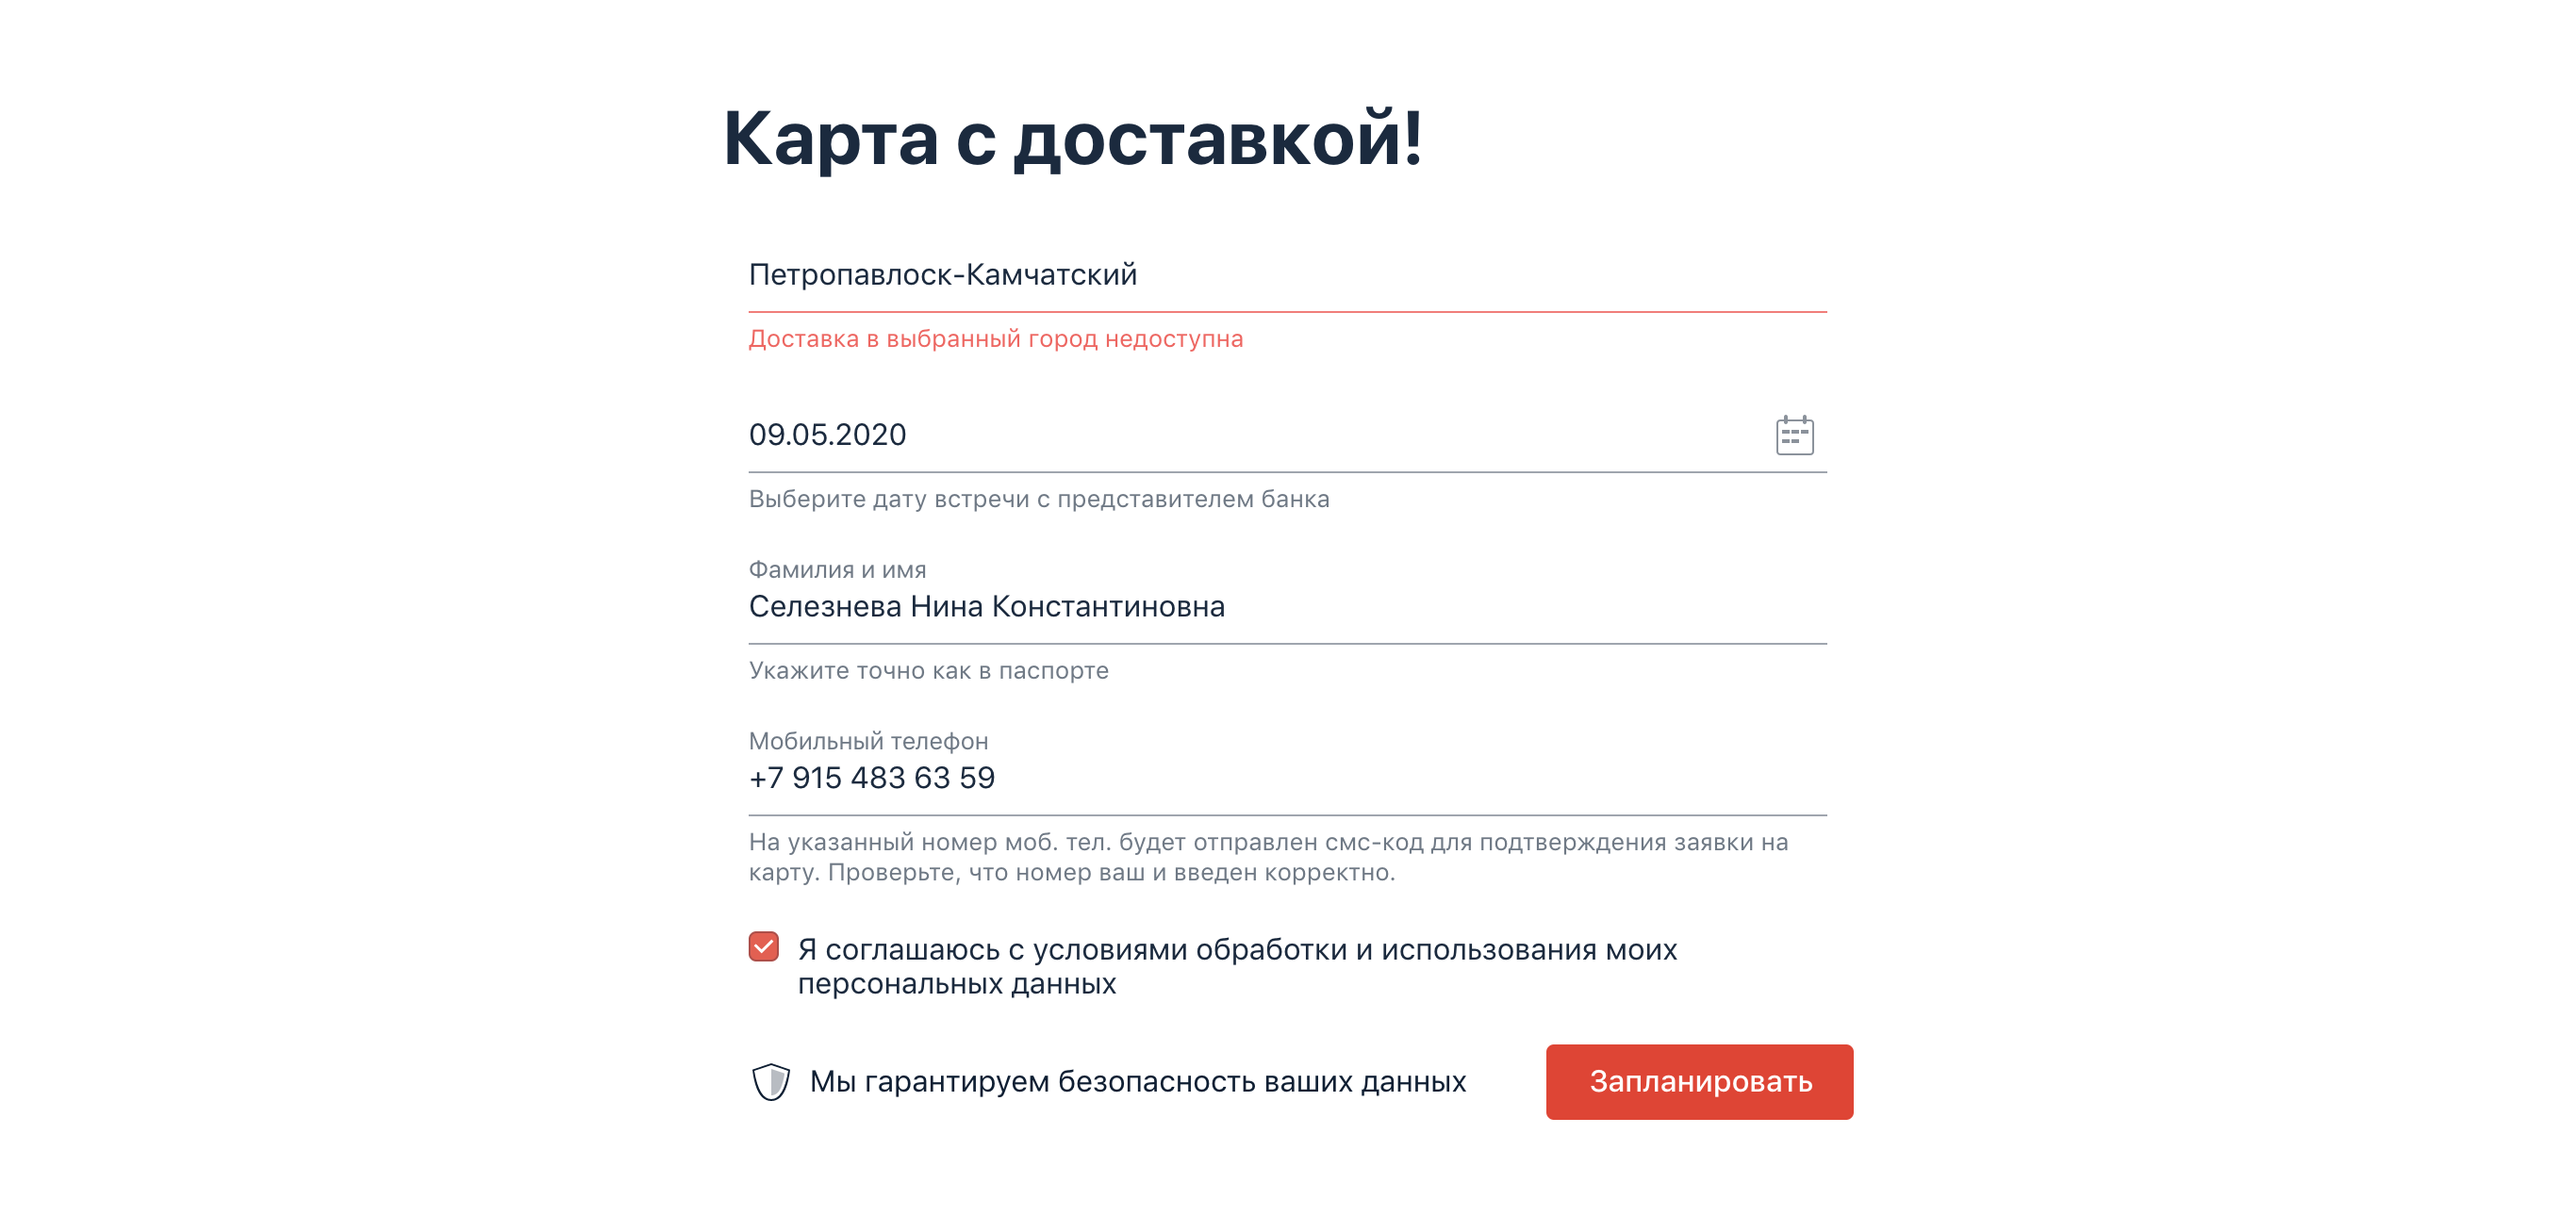 Карта с доставкой!
Петропавлоск-Камчатский
Доставка в выбранный город недоступна
09.05.2020
Выберите дату встречи с представителем банка
Фамилия и имя
Селезнева Нина Константиновна
Укажите точно как в паспорте
Мобильный телефон
+7 915 483 63 59
На указанный номер моб. тел. будет отправлен смс-код для подтверждения заявки на
карту. Проверьте, что номер ваш и введен корректно.
Я соглашаюсь с условиями обработки и использования моих
персональных данных
Мы гарантируем безопасность ваших данных
Запланировать